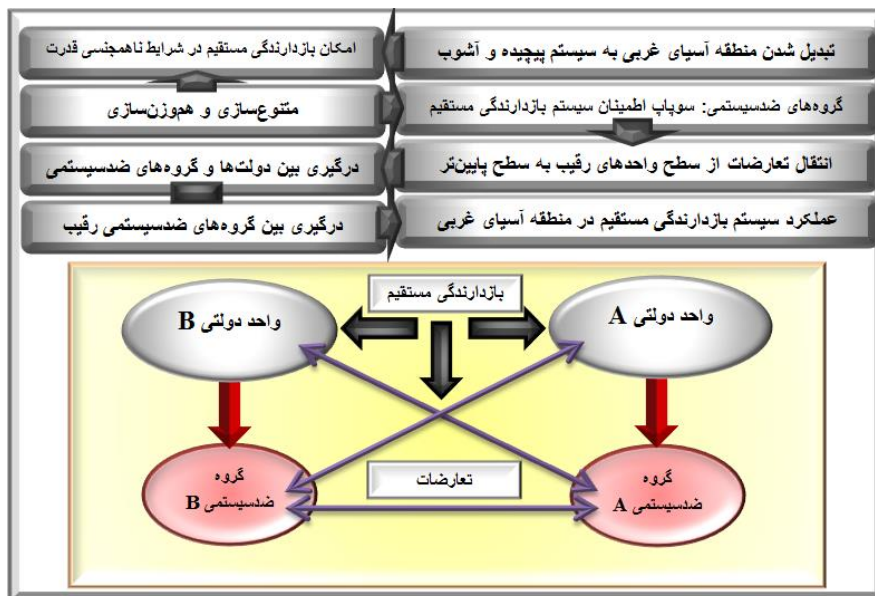 تبدیل شدن منطقه آسیای غربی به سیستم پیچیده و آشوب
امکان بازدارندگی مستقیم در شرایط ناهمجنسی قدرت
متنوع‌سازی و هم‌وزن‌سازی
گروه‌های ضدسیستمی: سوپاپ اطمینان سیستم بازدارندگی مستقیم
انتقال تعارضات از سطح واحدهای رقیب به سطح پایین‌تر
درگیری بین دولت‌ها و گروه‌های ضدسیستمی
درگیری بین گروه‌های ضدسیستمی رقیب
عملکرد سیستم بازدارندگی مستقیم در منطقه آسیای غربی
بازدارندگی مستقیم
واحد دولتی A
واحد دولتی B
تعارضات
گروه
ضدسیستمی A
گروه
ضدسیستمی B